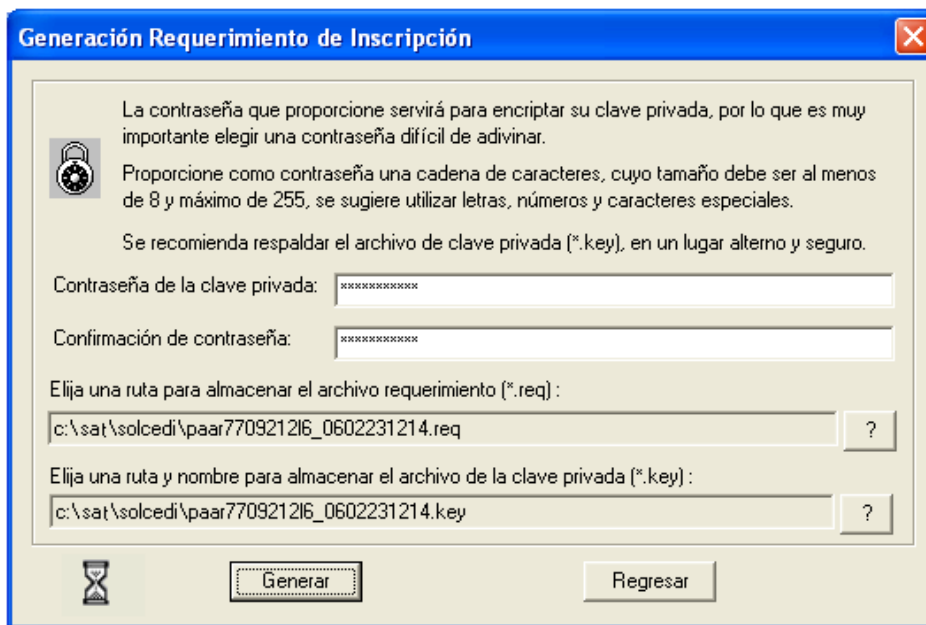 Generación Requerimiento de Inscripción
La contraseña que proporcione servirá para encriptar su clave privada, por lo que es muy
importante elegir una contraseña difícil de adivinar.
Proporcione como contraseña una cadena de caracteres, cuyo tamaño debe ser al menos
de 8 y máximo de 255, se sugiere utilizar letras, números y caracteres especiales.
Se recomienda respaldar el archivo de clave privada (*.key), en un lugar alterno y seguro.
Contraseña de la clave privada: ***********
Confirmación de contraseña: ***********
Elija una ruta para almacenar el archivo requerimiento (*.req) :
c:\sat\solcedi\paar7709212l6_0602231214.req ?
Elija una ruta y nombre para almacenar el archivo de la clave privada (*.key) :
c:\sat\solcedi\paar7709212l6_0602231214.key ?
Generar Regresar